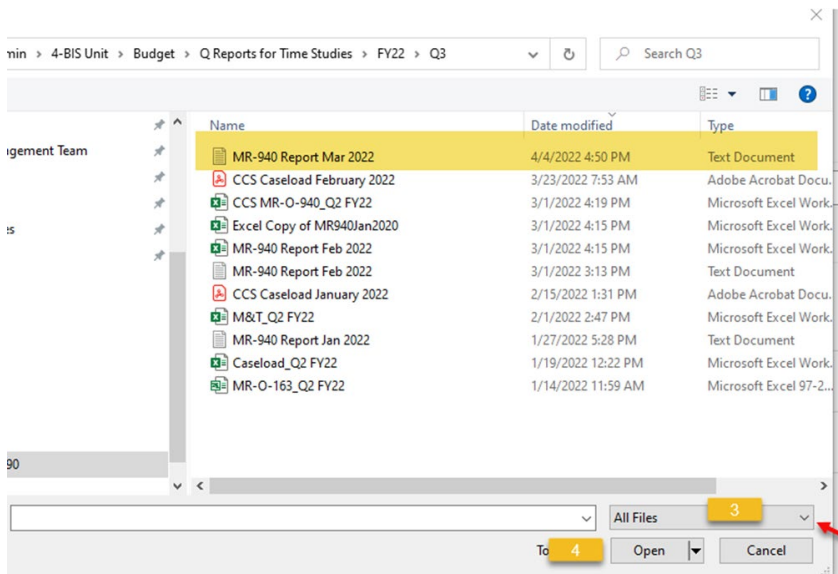 min > 4-BIS Unit > Budget > Q Reports for Time Studies > FY22 > Q3 Search Q3
Name Date modified Type
agement Team MR-940 Report Mar 2022 4/4/2022 4:50 PM Text Document
CCS Caseload February 2022 3/23/2022 7:53 AM Adobe Acrobat Docu.
CCS MR-O-940_Q2 FY22 3/1/2022 4:19 PM Microsoft Excel Work.
es Excel Copy of MR940Jan2020 3/1/2022 4:15 PM Microsoft Excel Work.
MR-940 Report Feb 2022 3/1/2022 4:15 PM Microsoft Excel Work.
MR-940 Report Feb 2022 3/1/2022 3:13 PM Text Document
CCS Caseload January 2022 2/15/2022 1:31 PM Adobe Acrobat Docu.
M&T_Q2 FY22 2/1/2022 2:47 PM Microsoft Excel Work.
MR-940 Report Jan 2022 1/27/2022 5:28 PM Text Document
Caseload_Q2 FY22 1/19/2022 12:22 PM Microsoft Excel Work.
MR-O-163_Q2 FY22 1/14/2022 11:59 AM Microsoft Excel 97-2...
90
All Files 3
To 4 Open Cancel